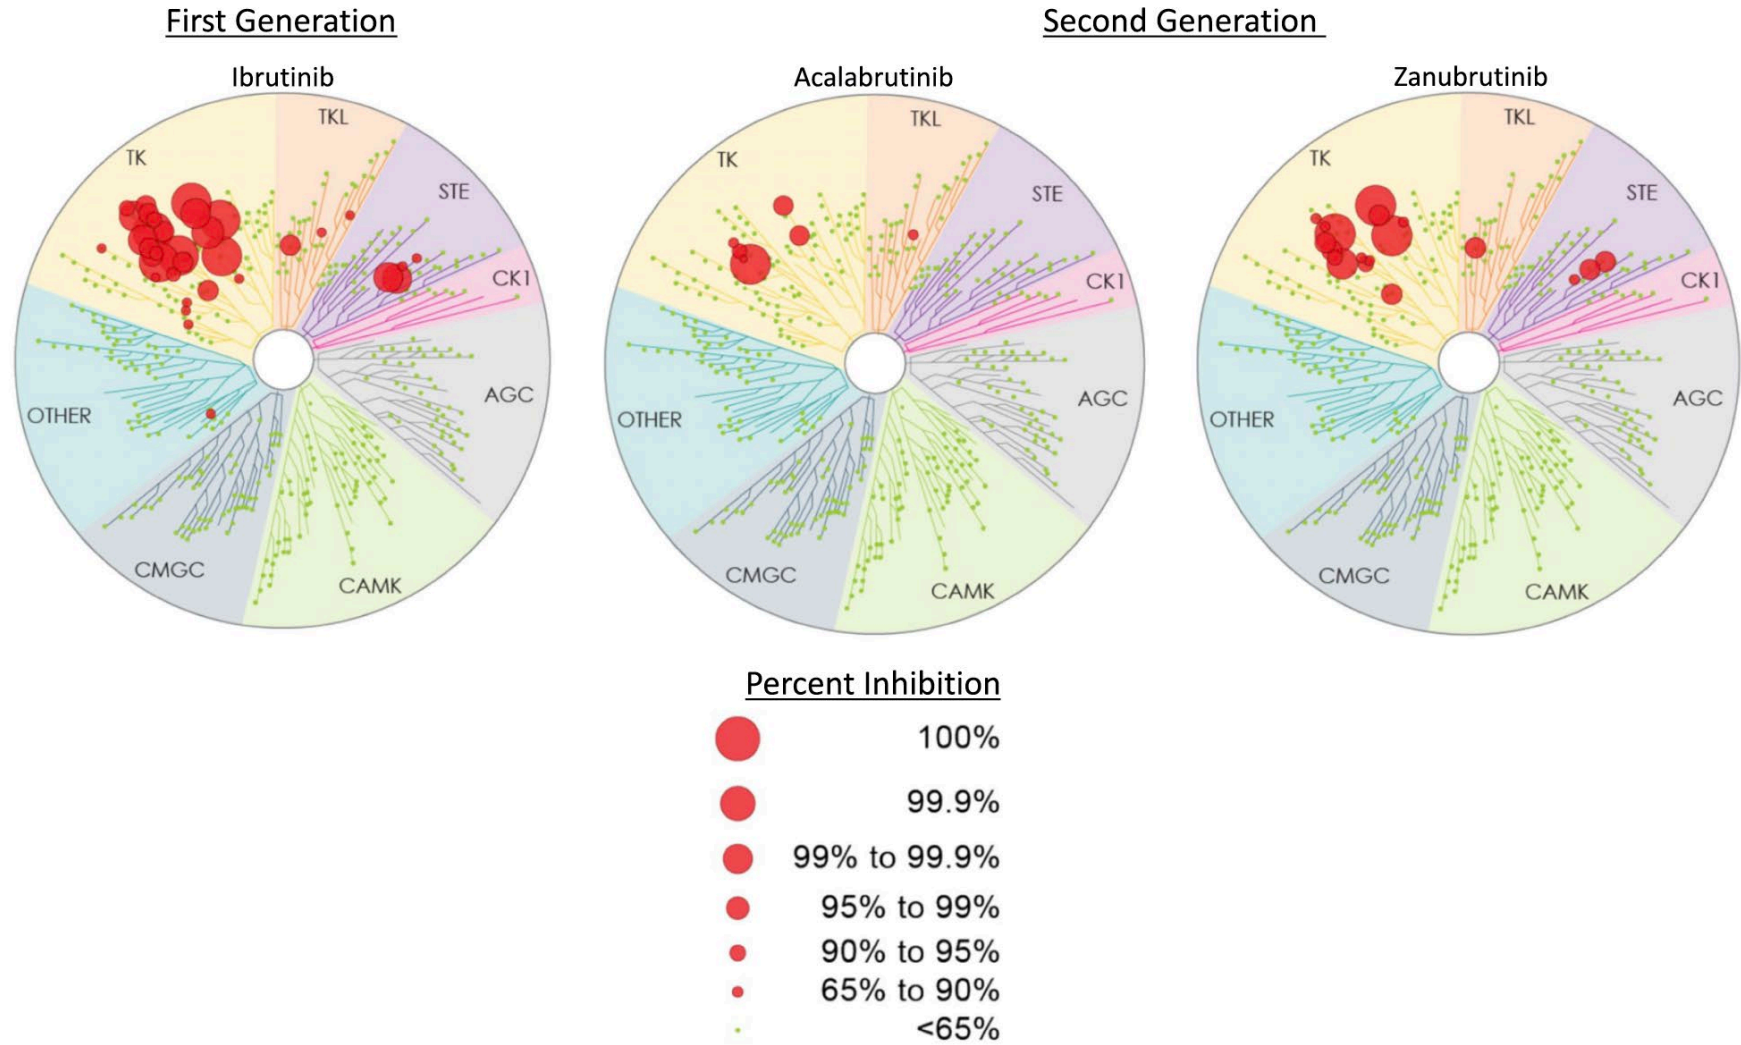 First Generation
Second Generation
Ibrutinib
Acalabrutinib
Zanubrutinib
TK
TKL
STE
CK1
AGC
OTHER
CMGC
CAMK
TK
TKL
STE
CK1
AGC
OTHER
CMGC
CAMK
TK
TKL
STE
CK1
AGC
OTHER
CMGC
CAMK
Percent Inhibition
100%
99.9%
99% to 99.9%
95% to 99%
90% to 95%
65% to 90%
<65%